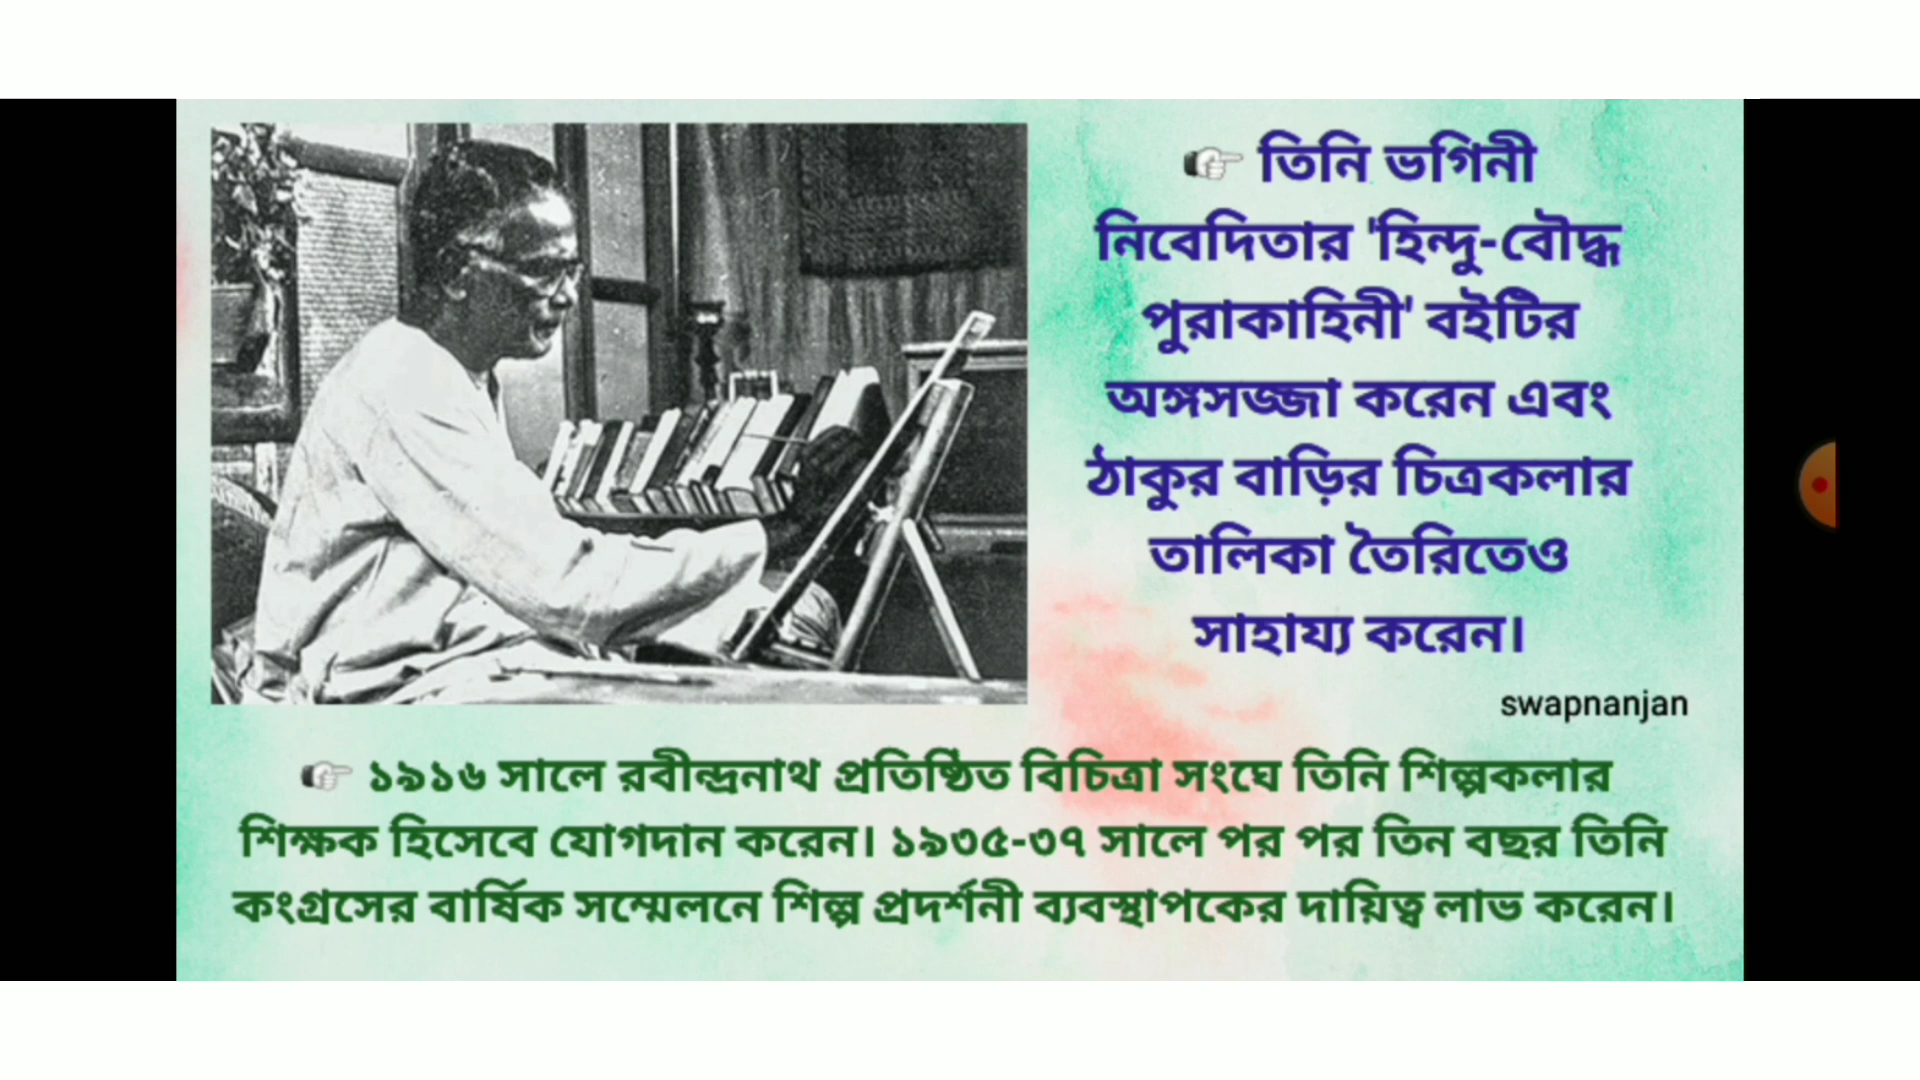 👉 তিনি ভগিনী
নিবেদিতার 'হিন্দু-বৌদ্ধ
পুরাকাহিনী' বইটির
অঙ্গসজ্জা করেন এবং
ঠাকুর বাড়ির চিত্রকলার
তালিকা তৈরিতেও
সাহায্য করেন।
swapnanjan
👉 ১৯১৬ সালে রবীন্দ্রনাথ প্রতিষ্ঠিত বিচিত্রা সংঘে তিনি শিল্পকলার
শিক্ষক হিসেবে যোগদান করেন। ১৯৩৫-৩৭ সালে পর পর তিন বছর তিনি
কংগ্রসের বার্ষিক সম্মেলনে শিল্প প্রদর্শনী ব্যবস্থাপকের দায়িত্ব লাভ করেন।